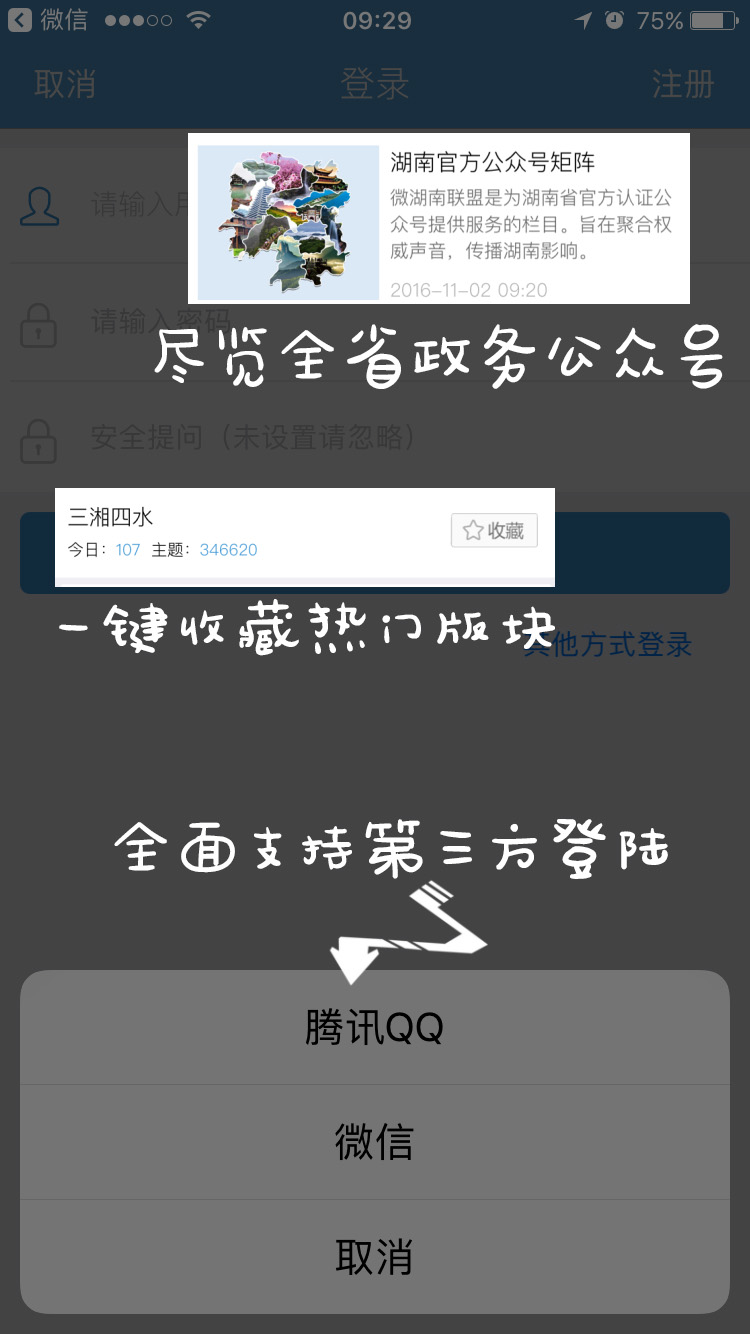 微信
09:29
75%
取消
登录
注册
湖南官方公众号矩阵
请输入用
微湖南联盟是为湖南省官方认证公
众号提供服务的栏目。旨在聚合权
威声音，传播湖南影响。
2016-11-02 09:20
请输入密码
尽览全省政务公众号
安全提问（未设置请忽略）
三湘四水
收藏
今日：107 主题：346620
一键收藏热门版块
其他方式登录
全面支持第三方登陆
腾讯QQ
微信
取消